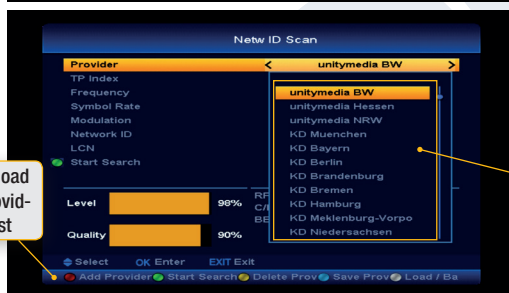 Netw ID Scan
Provider < unitymedia BW >
TP Index
Frequency
Symbol Rate
Modulation
Network ID
LCN
Start Search
unitymedia BW
unitymedia Hessen
unitymedia NRW
KD Muenchen
KD Bayern
KD Berlin
KD Brandenburg
KD Bremen
KD Hamburg
KD Meklenburg-Vorpo
KD Niedersachsen
Level 98% RF
C/
Quality 90% BE
oad
ovid-
st
Select OK Enter EXIT Exit
Add Provider Start Search Delete Prov Save Prov Load / Ba